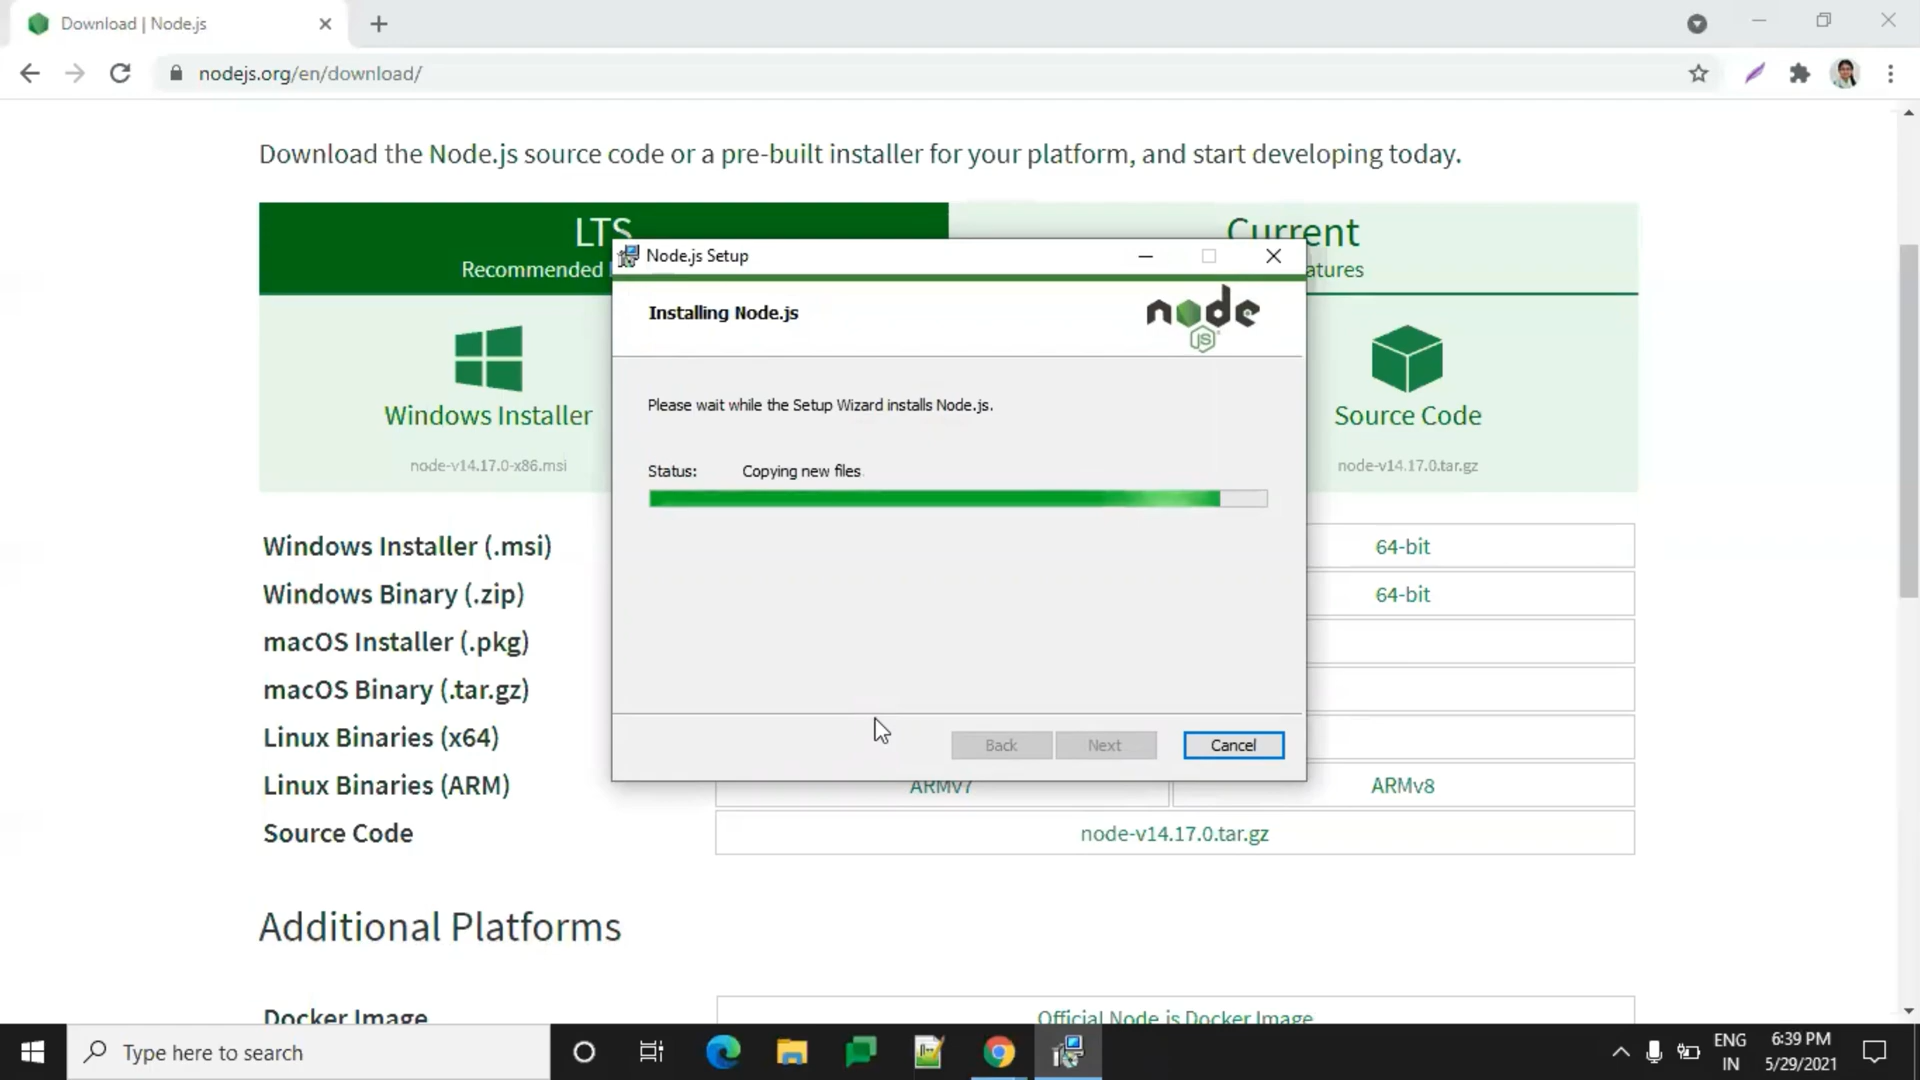 Download | Node.js
nodejs.org/en/download/
Download the Node.js source code or a pre-built installer for your platform, and start developing today.
LTS
Recommended
Current
atures
Node.js Setup
Installing Node.js
node
JS
Please wait while the Setup Wizard installs Node.js.
Status: Copying new files
Back Next Cancel
Windows Installer
node-v14.17.0-x86.msi
Source Code
node-v14.17.0.tar.gz
Windows Installer (.msi) 64-bit
Windows Binary (.zip) 64-bit
macOS Installer (.pkg)
macOS Binary (.tar.gz)
Linux Binaries (x64)
Linux Binaries (ARM) ARMv7 ARMv8
Source Code node-v14.17.0.tar.gz
Additional Platforms
Docker Image Official Node.js Docker Image
Type here to search
ENG
IN
6:39 PM
5/29/2021